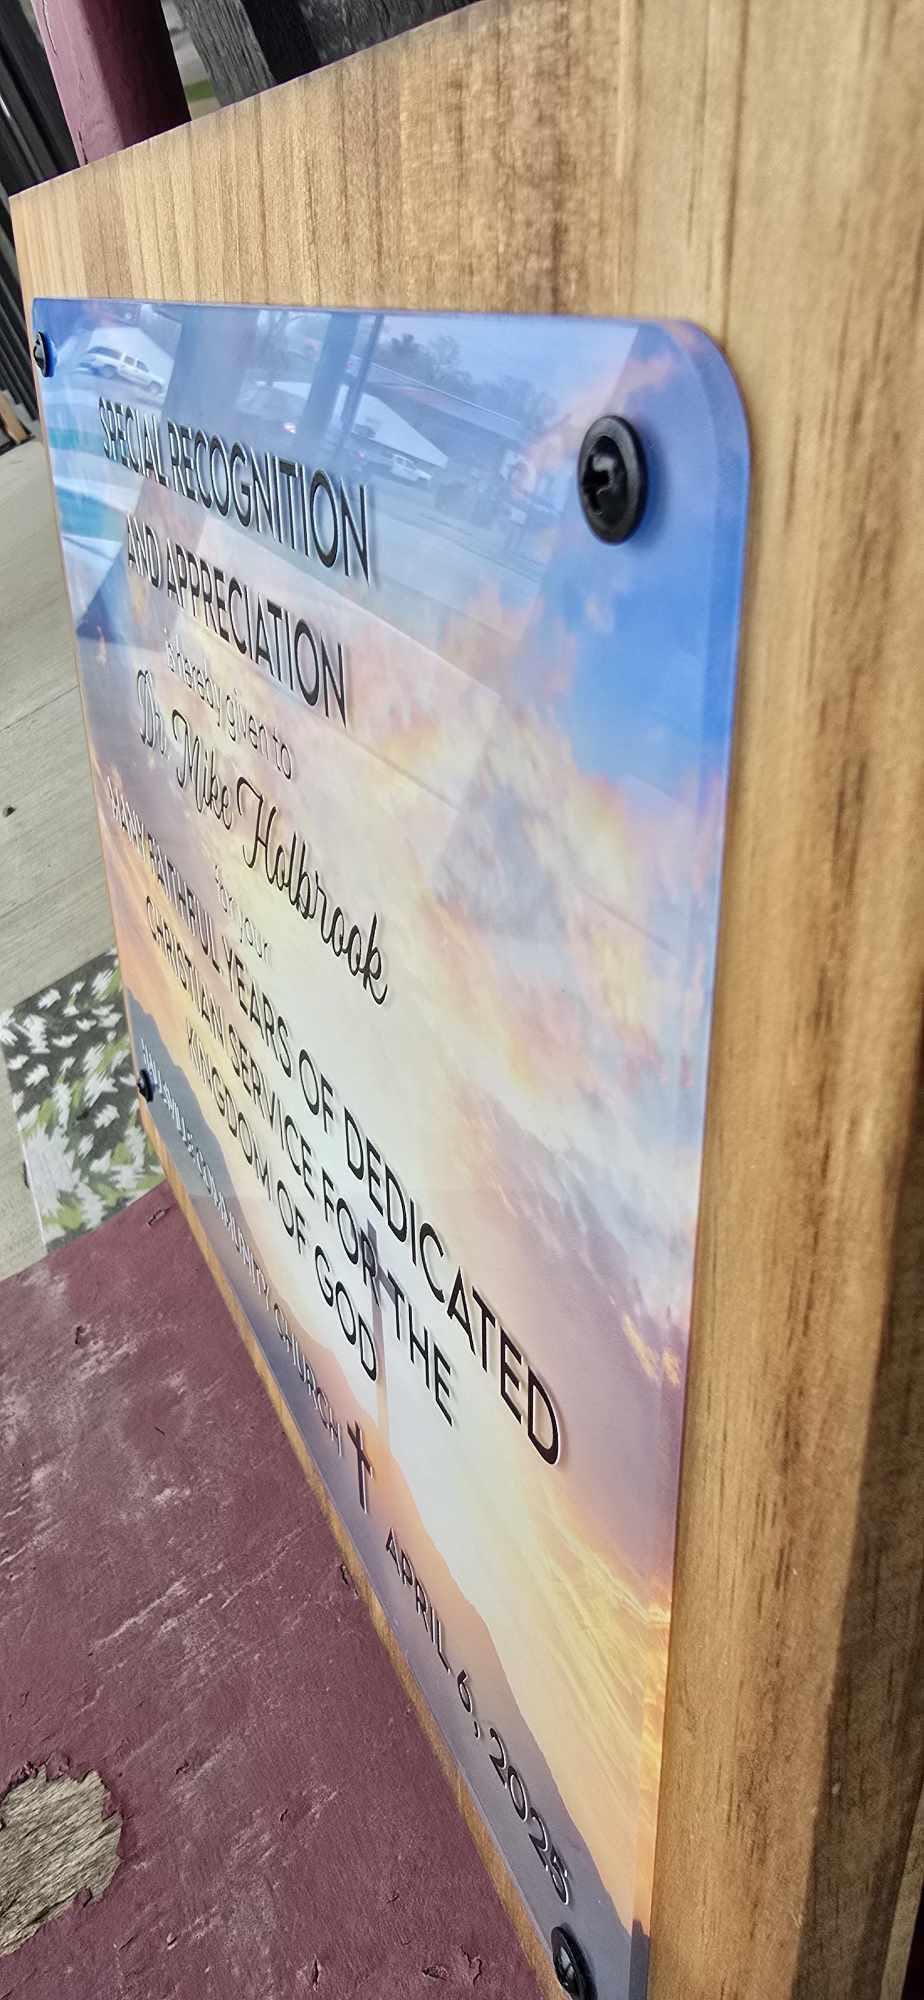 SPECIAL RECOGNITION
AND APPRECIATION
is hereby given to
Dr. Mike Holbrook
for your
MANY FAITHFUL YEARS OF DEDICATED
CHRISTIAN SERVICE FOR THE
KINGDOM OF GOD
COMMUNITY CHURCH APRIL 6, 2025